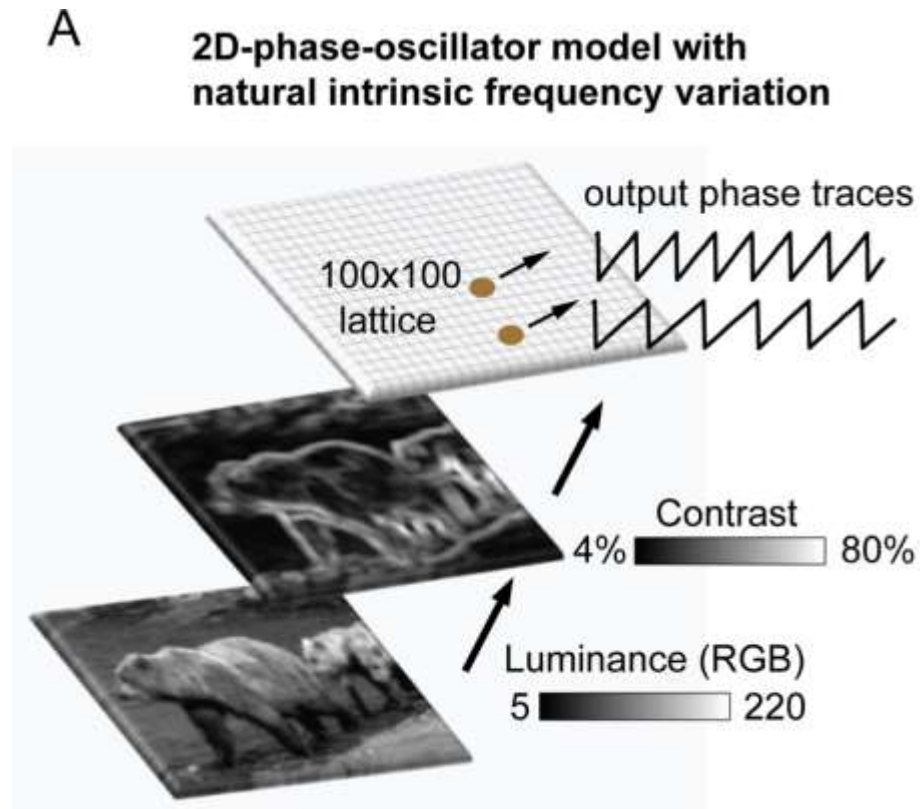 A
2D-phase-oscillator model with
natural intrinsic frequency variation
output phase traces
100x100
lattice
Contrast
4% 80%
Luminance (RGB)
5 220